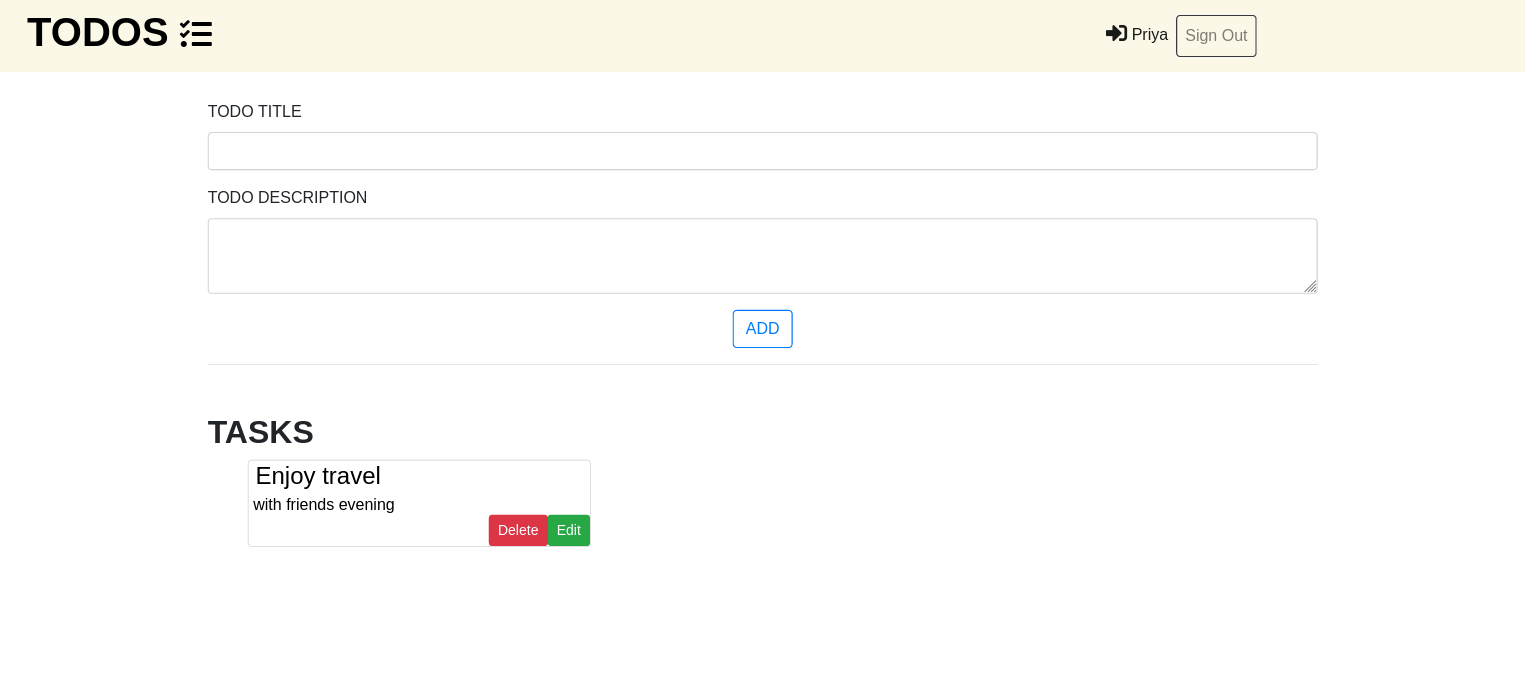 TODOS
Priya Sign Out
TODO TITLE
TODO DESCRIPTION
ADD
TASKS
Enjoy travel
with friends evening
Delete Edit